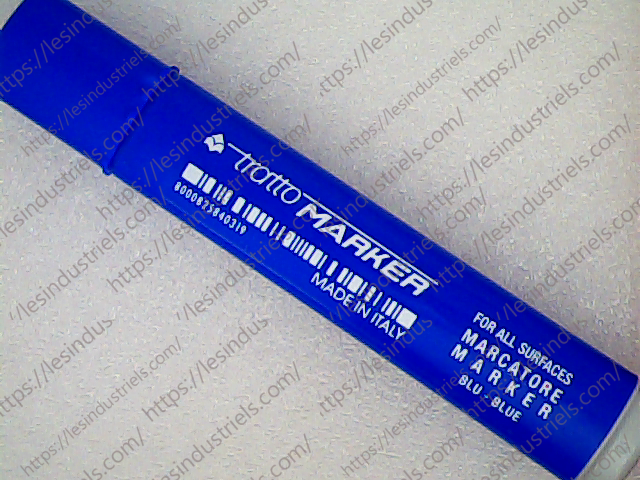 tratto MARKER
8000825840319
MADE IN ITALY
FOR ALL SURFACES
MARCATORE
MARKER
BLU - BLUE
https://lesindustriels.com/